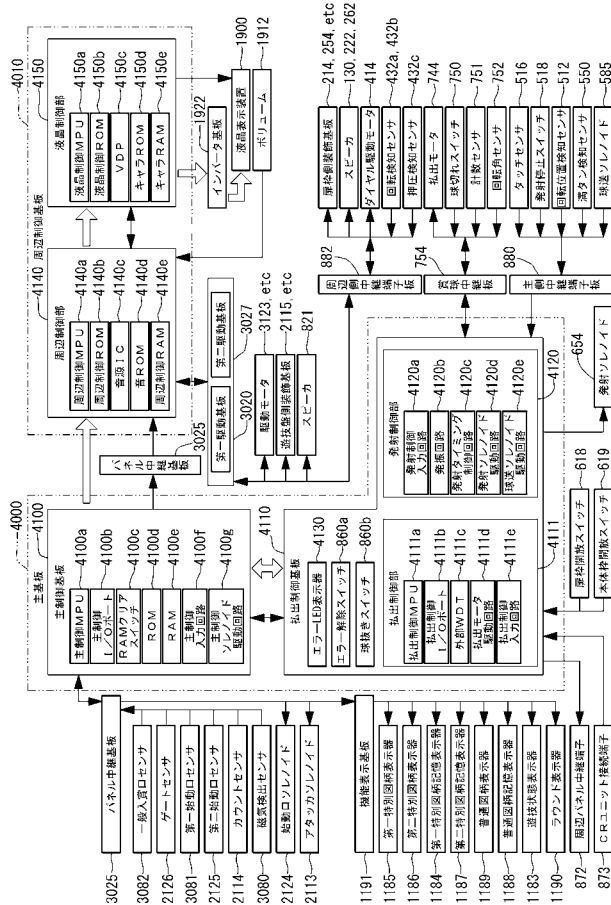 4000
主基板
4100
主制御基板
主制御MPU 4100a
主制御I/Oポート 4100b
RAMクリアスイッチ 4100c
ROM 4100d
RAM 4100e
主制御入力回路 4100f
主制御ソレノイド駆動回路 4100g
4110
払出制御基板
エラーLED表示器 4130
エラー解除スイッチ 860a
球抜きスイッチ 860b
払出制御部 4111
払出制御MPU 4111a
払出制御I/Oポート 4111b
外部WDT 4111c
払出モータ駆動回路 4111d
払出制御入力回路 4111e
発射制御部 4120
発射制御入力回路 4120a
発振回路 4120b
発射タイミング制御回路 4120c
発射ソレノイド駆動回路 4120d
球送ソレノイド駆動回路 4120e
4010
周辺制御基板
4140
周辺制御部
周辺制御MPU 4140a
周辺制御ROM 4140b
音源IC 4140c
音ROM 4140d
周辺制御RAM 4140e
4150
液晶制御部
液晶制御MPU 4150a
液晶制御ROM 4150b
VDP 4150c
キャラROM 4150d
キャラRAM 4150e
1922
インバータ基板
液晶表示装置 1900
ボリューム 1912
パネル中継基板 3025
第一駆動基板 3020
第二駆動基板 3027
駆動モータ 3123, etc
遊技盤側装飾基板 2115, etc
スピーカ 821
882
周辺側中継端子板
754
賞球中継板
880
主側中継端子板
扉枠側装飾基板 214, 254, etc
スピーカ 130, 222, 262
ダイヤル駆動モータ 414
回転検知センサ 432a, 432b
押圧検知センサ 432c
払出モータ 744
球切れスイッチ 750
計数センサ 751
回転角センサ 752
タッチセンサ 516
発射停止スイッチ 518
回転位置検知センサ 512
満タン検知センサ 550
球送ソレノイド 585
654
発射ソレノイド
扉枠開放スイッチ 618
本体枠開放スイッチ 619
3025 パネル中継基板
3082 一般入賞口センサ
2126 ゲートセンサ
3081 第一始動口センサ
2125 第二始動口センサ
2114 カウントセンサ
3080 磁気検出センサ
2124 始動口ソレノイド
2113 アタッカソレノイド
1191 機能表示基板
1185 第一特別図柄表示器
1186 第二特別図柄表示器
1184 第一特別図柄記憶表示器
1187 第二特別図柄記憶表示器
1189 普通図柄表示器
1188 普通図柄記憶表示器
1183 遊技状態表示器
1190 ラウンド表示器
872 周辺パネル中継端子
873 CRユニット接続端子